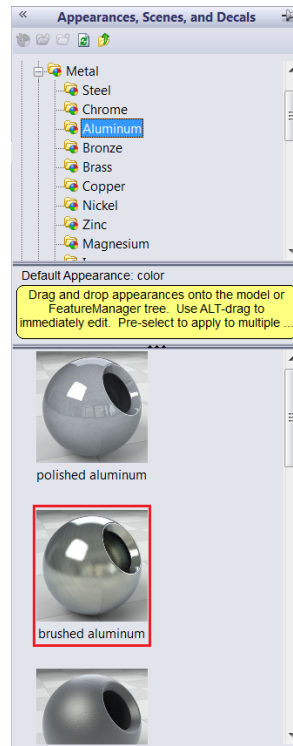 Appearances, Scenes, and Decals
Metal
Steel
Chrome
Aluminum
Bronze
Brass
Copper
Nickel
Zinc
Magnesium
Default Appearance: color
Drag and drop appearances onto the model or
FeatureManager tree. Use ALT-drag to
immediately edit. Pre-select to apply to multiple ...
polished aluminum
brushed aluminum